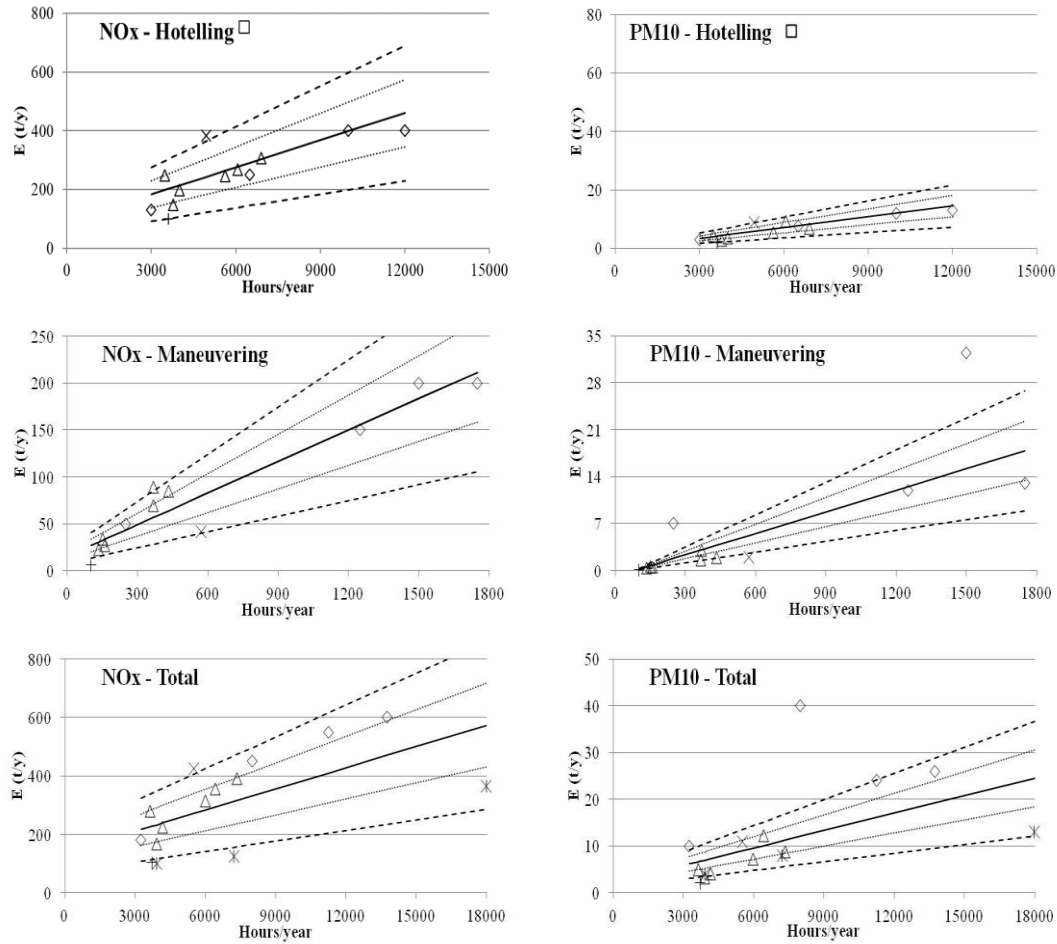 NOx - Hotelling
E (t/y)
800
600
400
200
0
0 3000 6000 9000 12000 15000
Hours/year
PM10 - Hotelling
E (t/y)
80
60
40
20
0
0 3000 6000 9000 12000 15000
Hours/year
NOx - Maneuvering
E (t/y)
250
200
150
100
50
0
0 300 600 900 1200 1500 1800
Hours/year
PM10 - Maneuvering
E (t/y)
35
28
21
14
7
0
0 300 600 900 1200 1500 1800
Hours/year
NOx - Total
E (t/y)
800
600
400
200
0
0 3000 6000 9000 12000 15000 18000
Hours/year
PM10 - Total
E (t/y)
50
40
30
20
10
0
0 3000 6000 9000 12000 15000 18000
Hours/year